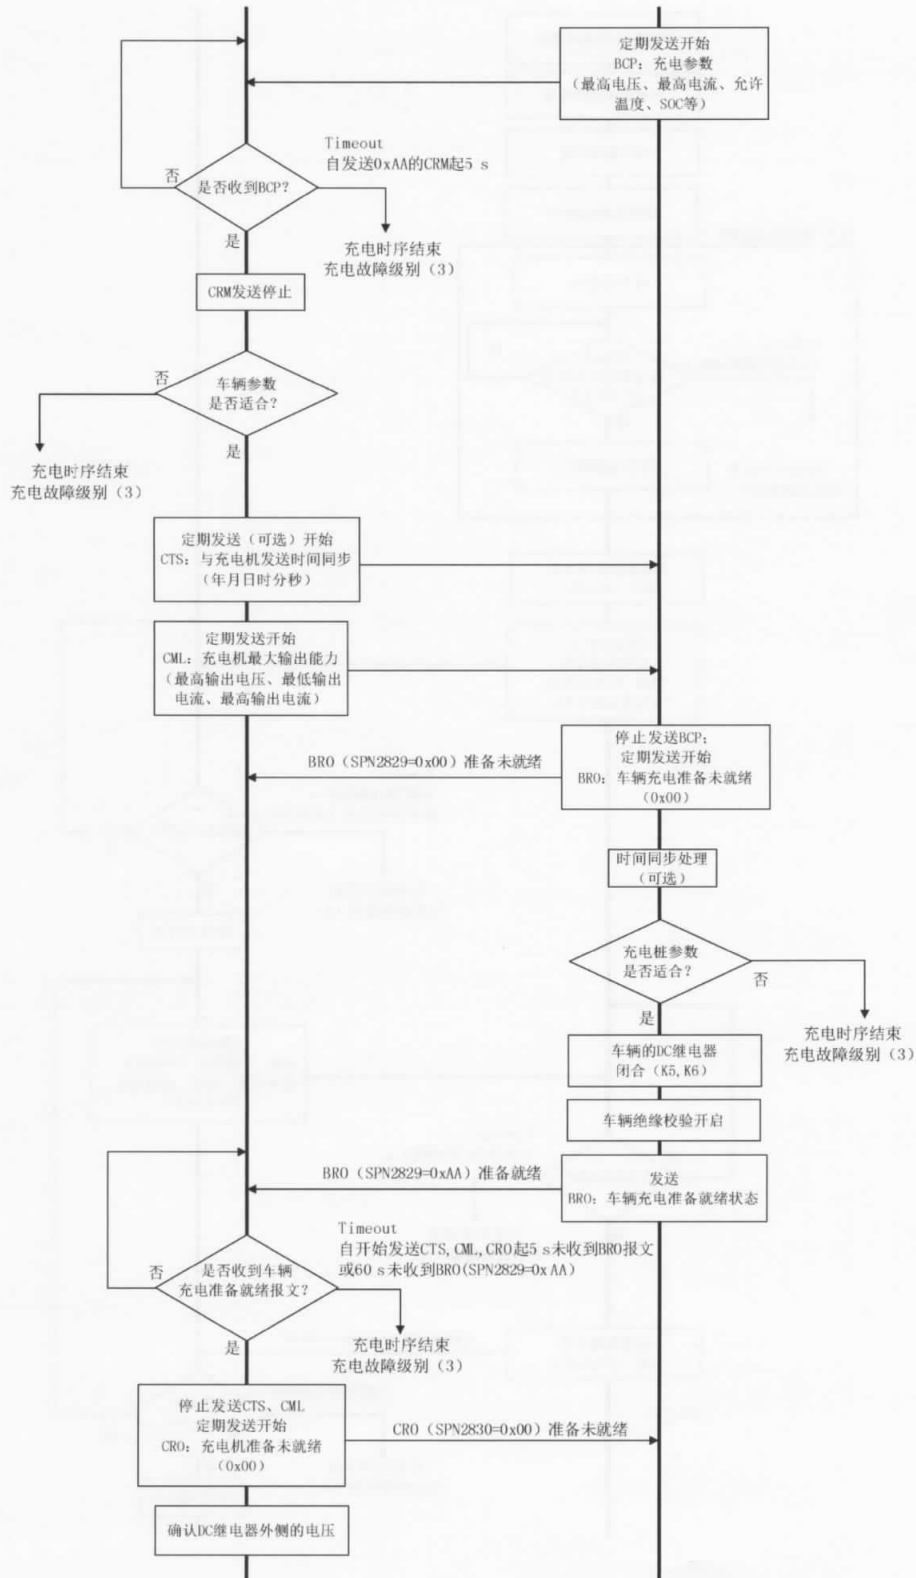 定期发送开始
BCP：充电参数
（最高电压、最高电流、允许
温度、SOC等）
Timeout
自发送0xAA的CRM起5 s
否
是否收到BCP？
是
充电时序结束
充电故障级别（3）
CRM发送停止
否
车辆参数
是否适合？
是
充电时序结束
充电故障级别（3）
定期发送（可选）开始
CTS：与充电机发送时间同步
（年月日时分秒）
定期发送开始
CML：充电机最大输出能力
（最高输出电压、最低输出
电流、最高输出电流）
停止发送BCP；
定期发送开始
BRO：车辆充电准备未就绪
（0x00）
BRO（SPN2829=0x00）准备未就绪
时间同步处理
（可选）
充电桩参数
是否适合？
否
是
充电时序结束
充电故障级别（3）
车辆的DC继电器
闭合（K5,K6）
车辆绝缘校验开启
BRO（SPN2829=0xAA）准备就绪
发送
BRO：车辆充电准备就绪状态
Timeout
自开始发送CTS,CML,CRO起5 s未收到BRO报文
或60 s未收到BRO(SPN2829=0xAA)
否
是否收到车辆
充电准备就绪报文？
是
充电时序结束
充电故障级别（3）
停止发送CTS、CML
定期发送开始
CRO：充电机准备未就绪
（0x00）
CRO（SPN2830=0x00）准备未就绪
确认DC继电器外侧的电压